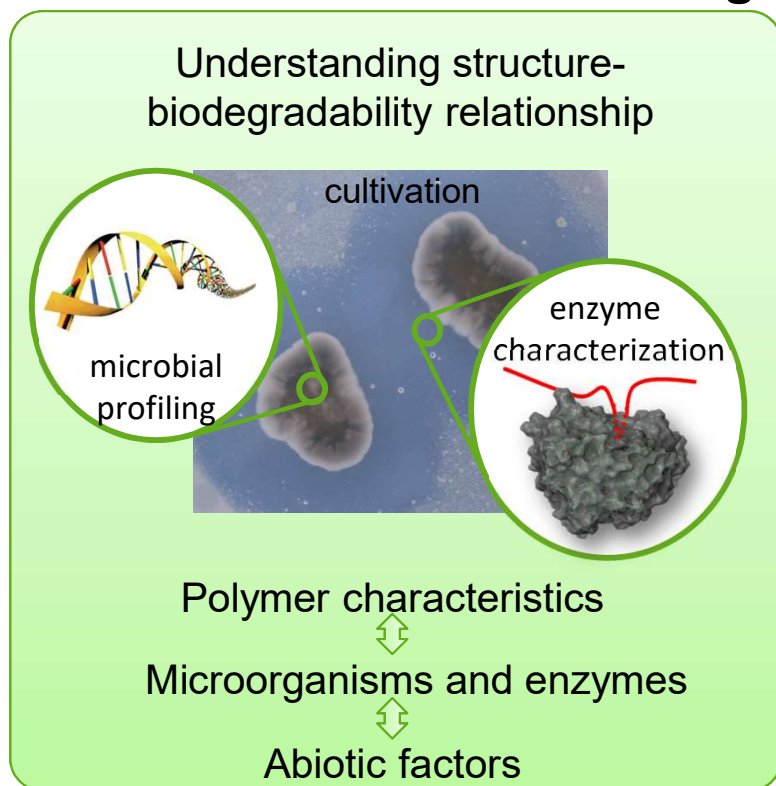 Understanding structure-
biodegradability relationship
cultivation
microbial
profiling
enzyme
characterization
Polymer characteristics
Microorganisms and enzymes
Abiotic factors